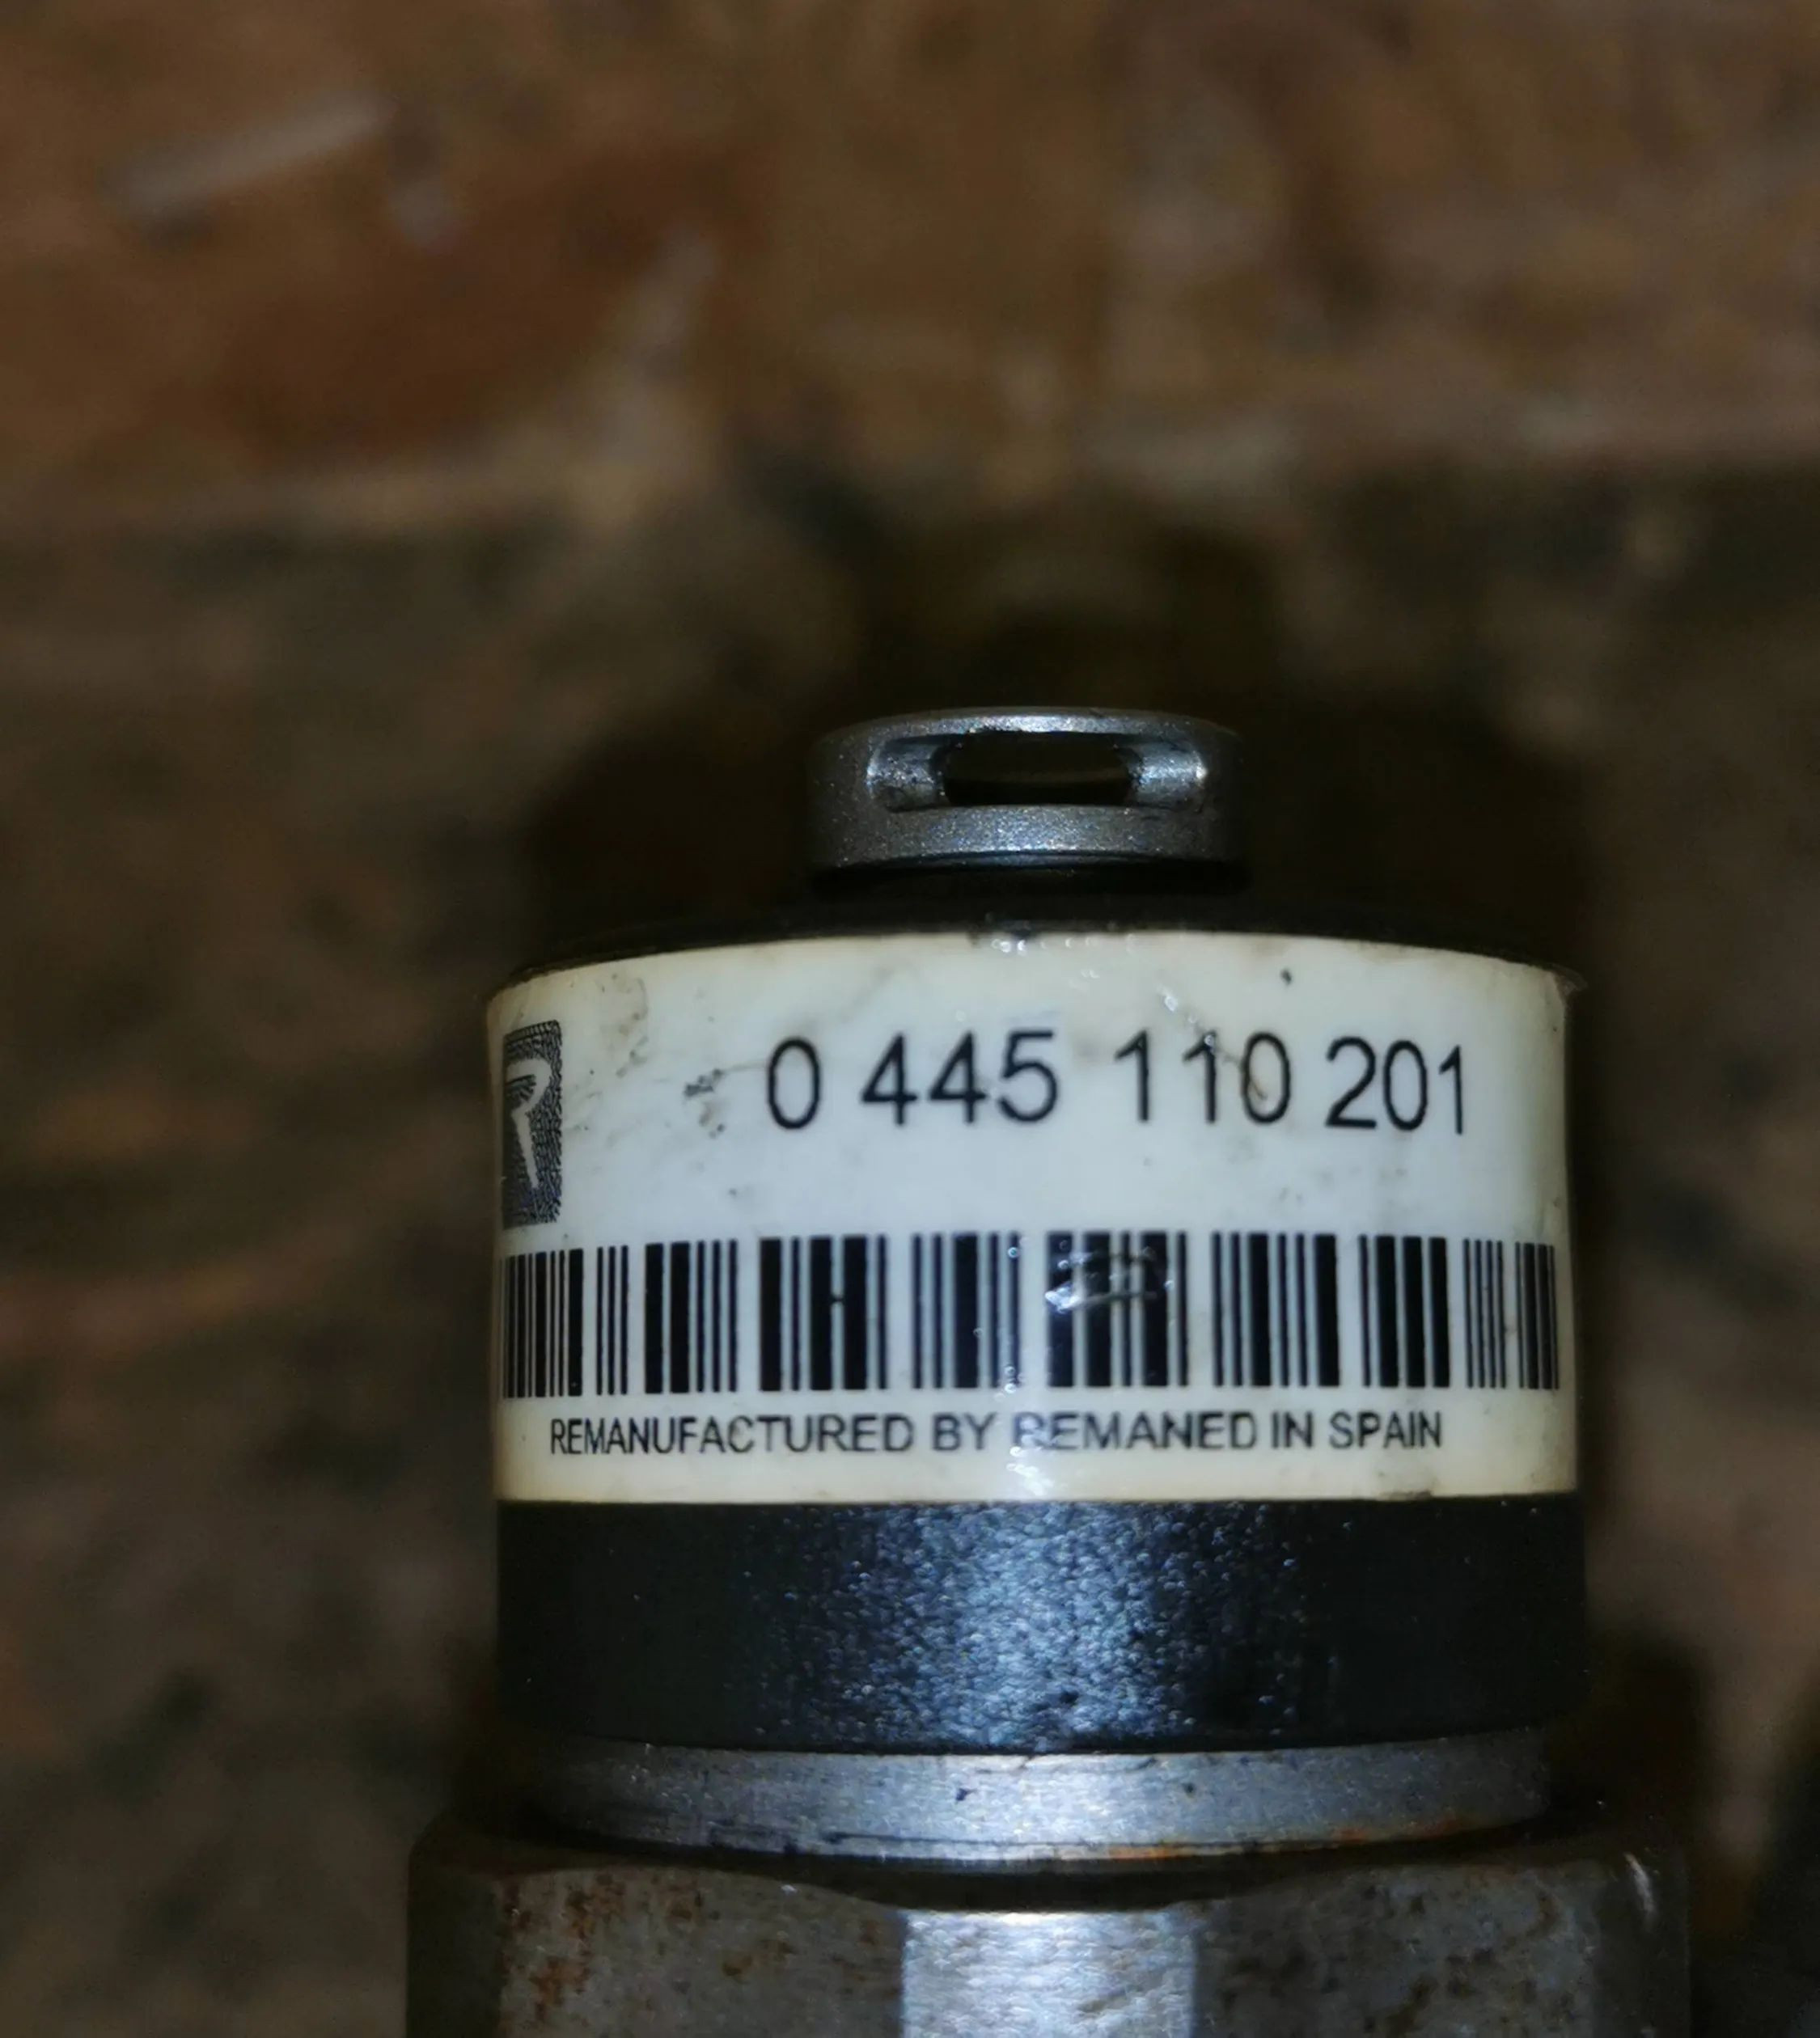 R
0 445 110 201
REMANUFACTURED BY REMANED IN SPAIN